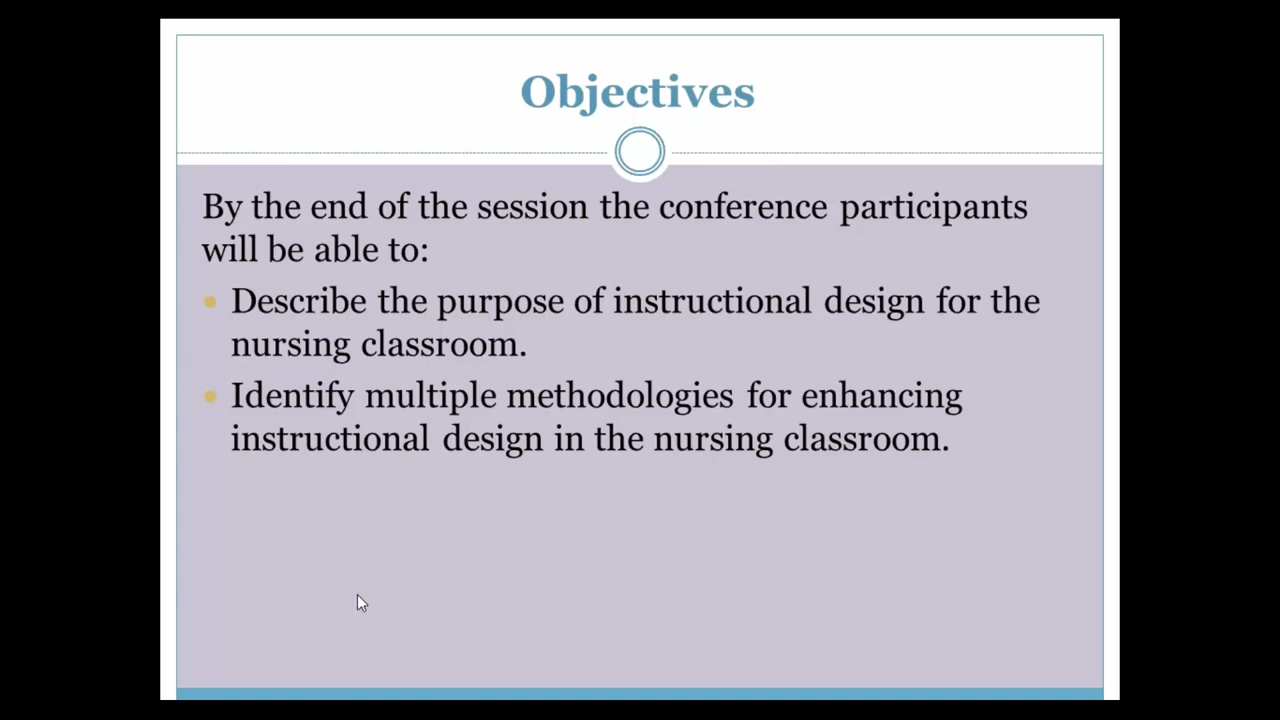 Objectives
By the end of the session the conference participants
will be able to:
Describe the purpose of instructional design for the
nursing classroom.
Identify multiple methodologies for enhancing
instructional design in the nursing classroom.